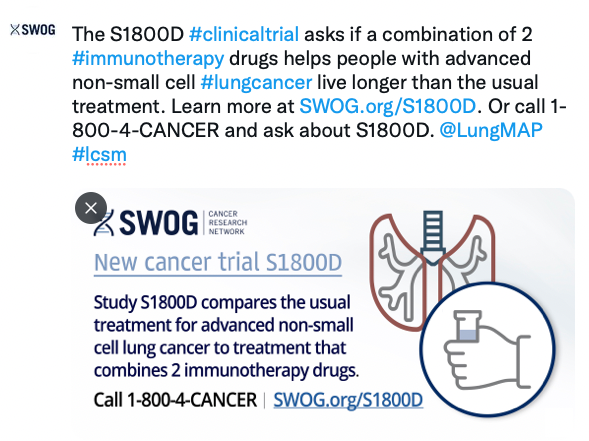 SWOG
The S1800D #clinicaltrial asks if a combination of 2
#immunotherapy drugs helps people with advanced
non-small cell #lungcancer live longer than the usual
treatment. Learn more at SWOG.org/S1800D. Or call 1-
800-4-CANCER and ask about S1800D. @LungMAP
#lcsm
SWOG
CANCER
RESEARCH
NETWORK
New cancer trial S1800D
Study S1800D compares the usual
treatment for advanced non-small
cell lung cancer to treatment that
combines 2 immunotherapy drugs.
Call 1-800-4-CANCER | SWOG.org/S1800D